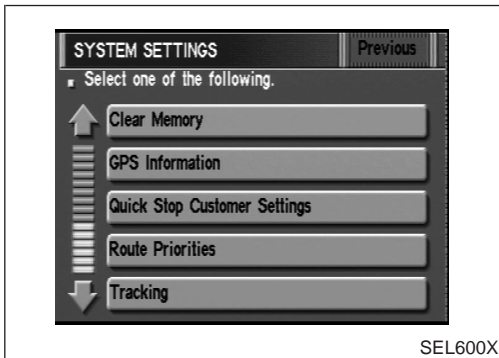 SYSTEM SETTINGS Previous
Select one of the following.
Clear Memory
GPS Information
Quick Stop Customer Settings
Route Priorities
Tracking
SEL600X